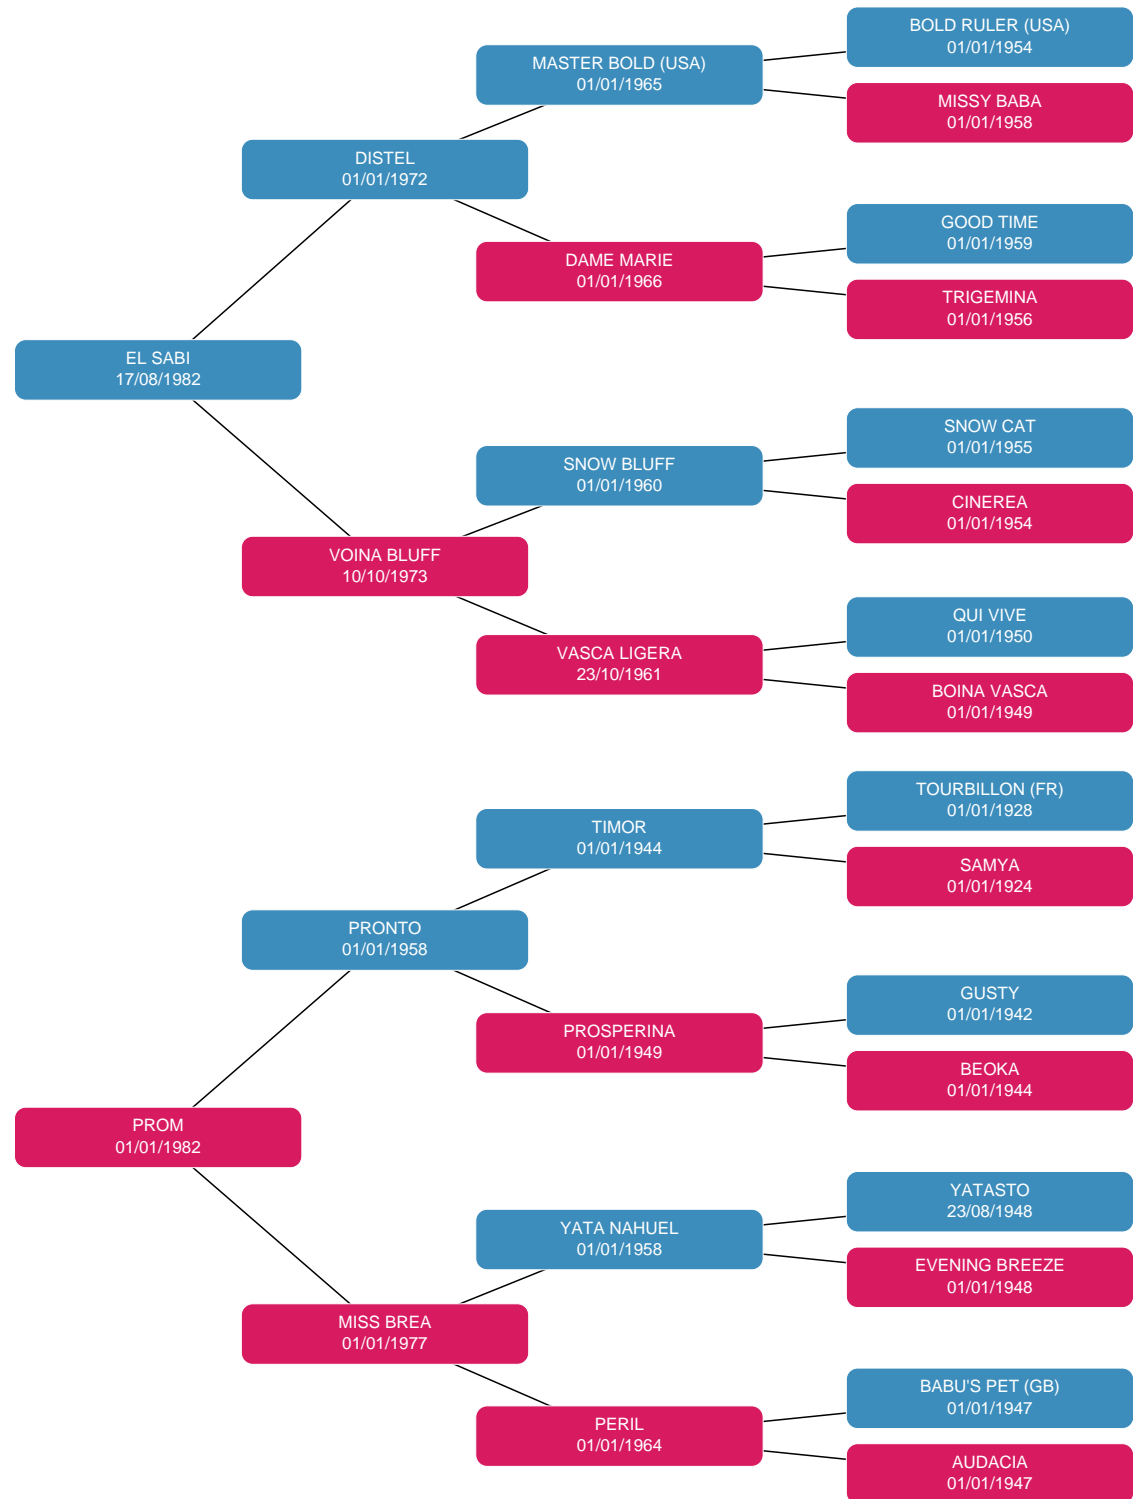 BOLD RULER (USA)
01/01/1954
MASTER BOLD (USA)
01/01/1965
MISSY BABA
01/01/1958
DISTEL
01/01/1972
GOOD TIME
01/01/1959
DAME MARIE
01/01/1966
TRIGEMINA
01/01/1956
EL SABI
17/08/1982
SNOW CAT
01/01/1955
SNOW BLUFF
01/01/1960
CINEREA
01/01/1954
VOINA BLUFF
10/10/1973
QUI VIVE
01/01/1950
VASCA LIGERA
23/10/1961
BOINA VASCA
01/01/1949
TOURBILLON (FR)
01/01/1928
TIMOR
01/01/1944
SAMYA
01/01/1924
PRONTO
01/01/1958
GUSTY
01/01/1942
PROSPERINA
01/01/1949
BEOKA
01/01/1944
PROM
01/01/1982
YATASTO
23/08/1948
YATA NAHUEL
01/01/1958
EVENING BREEZE
01/01/1948
MISS BREA
01/01/1977
BABU'S PET (GB)
01/01/1947
PERIL
01/01/1964
AUDACIA
01/01/1947